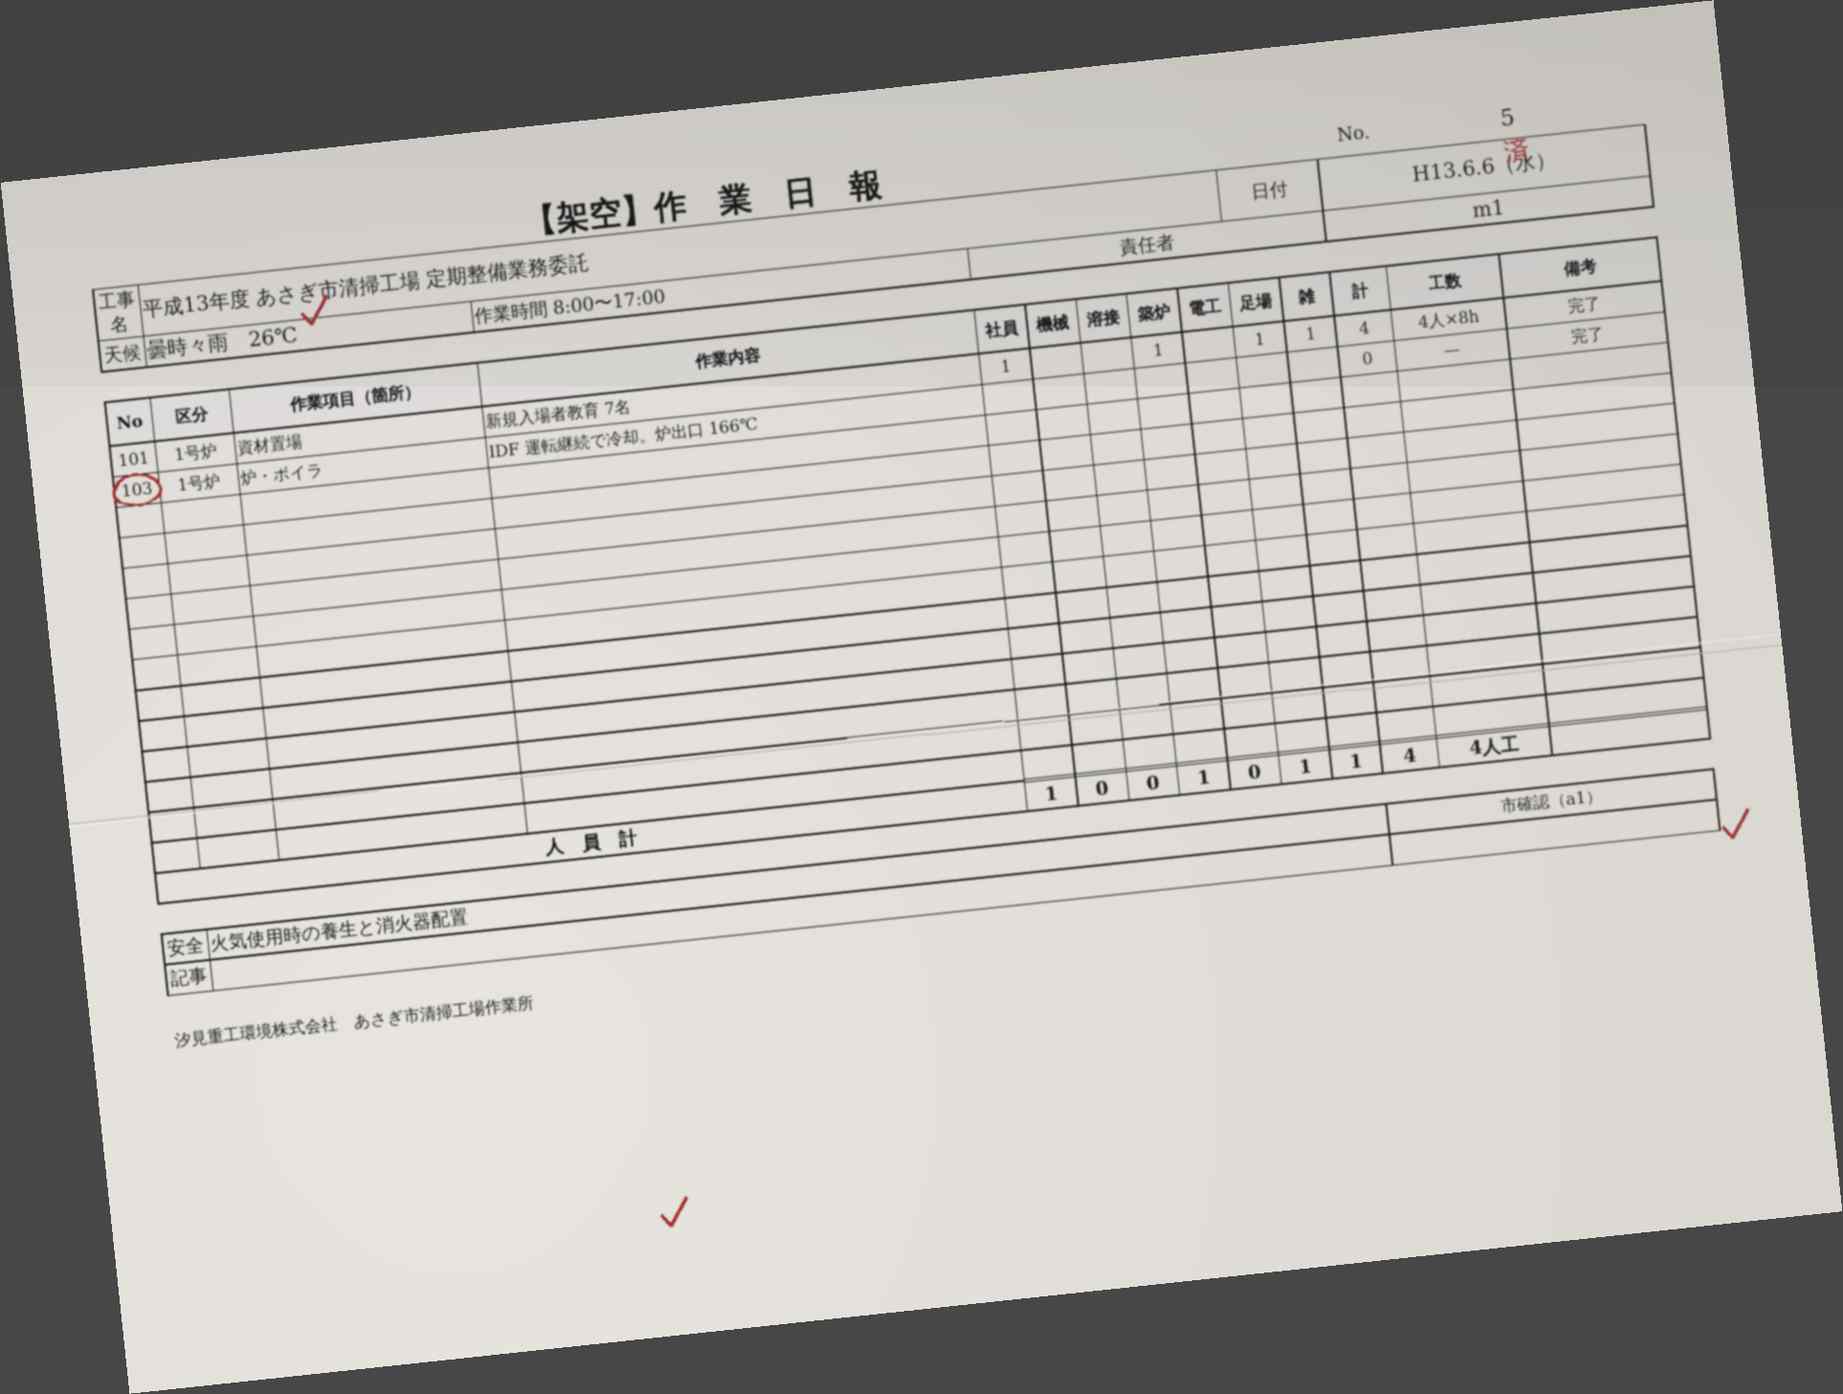 No. 5
済
【架空】作 業 日 報
工事名 平成13年度 あさぎ市清掃工場 定期整備業務委託 日付 H13.6.6（水）
天候 曇時々雨 26℃ 作業時間 8:00〜17:00 責任者 m1
No 区分 作業項目（箇所） 作業内容 社員 機械 溶接 築炉 電工 足場 雑 計 工数 備考
101 1号炉 資材置場 新規入場者教育 7名 1 1 1 1 4 4人×8h 完了
103 1号炉 炉・ボイラ IDF 運転継続で冷却。炉出口 166℃ 0 — 完了
人 員 計 1 0 0 1 0 1 1 4 4人工
安全 火気使用時の養生と消火器配置 市確認（a1）
記事
汐見重工環境株式会社 あさぎ市清掃工場作業所